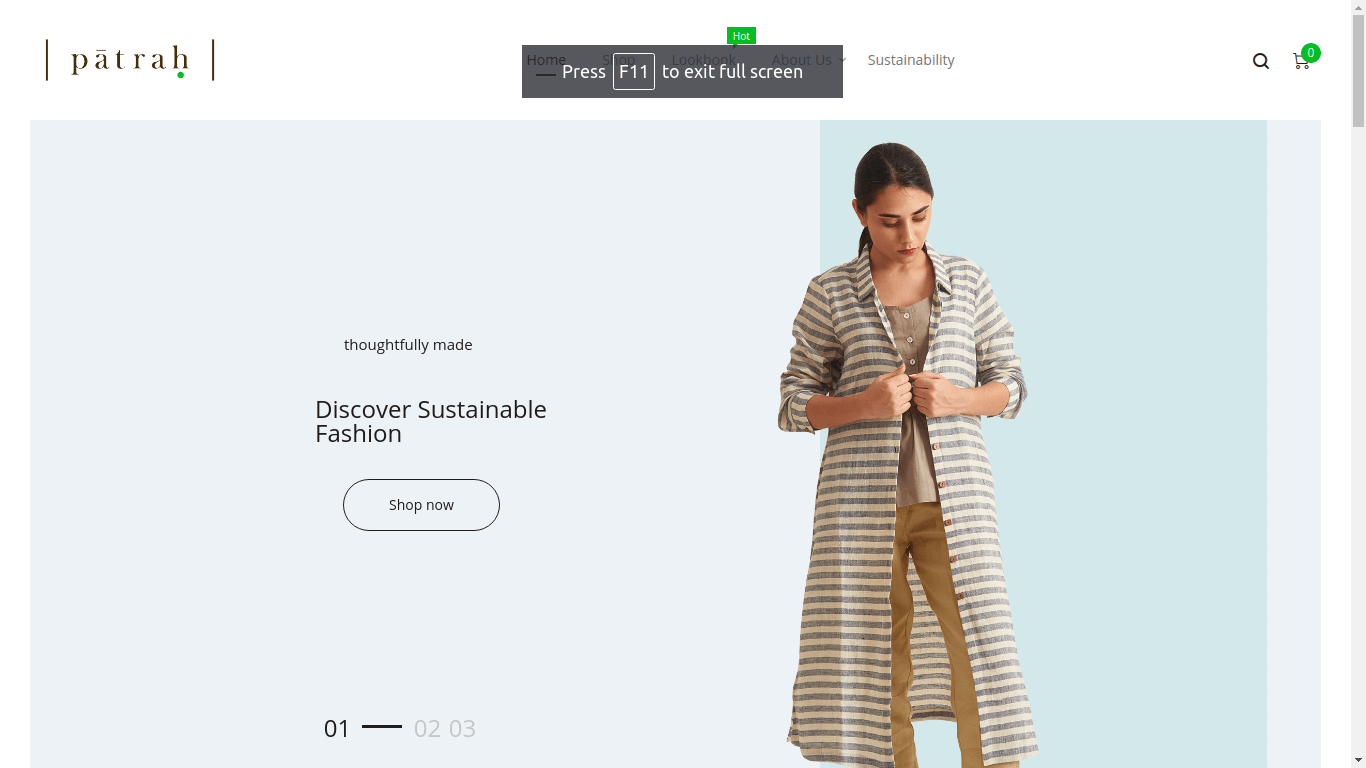 pātrah
Hot
Home Shop Lookbook About Us Sustainability
Press F11 to exit full screen
0
thoughtfully made
Discover Sustainable
Fashion
Shop now
01 02 03